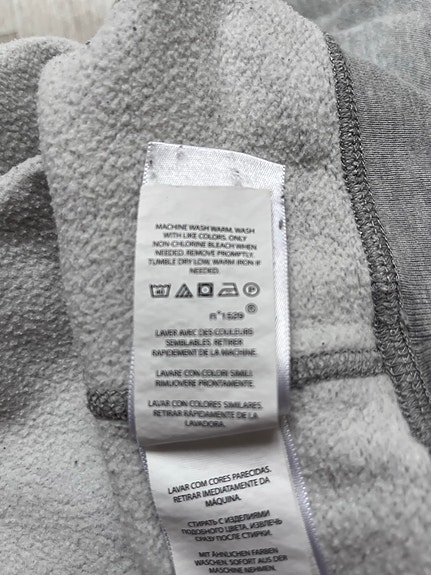 MACHINE WASH WARM, WASH
WITH LIKE COLORS. ONLY
NON-CHLORINE BLEACH WHEN
NEEDED. REMOVE PROMPTLY.
TUMBLE DRY LOW. WARM IRON IF
NEEDED.
n°1529 ®
LAVER AVEC DES COULEURS
SEMBLABLES. RETIRER
RAPIDEMENT DE LA MACHINE.
LAVARE CON COLORI SIMILI.
RIMUOVERE PRONTAMENTE.
LAVAR CON COLORES SIMILARES.
RETIRAR RÁPIDAMENTE DE LA
LAVADORA.
LAVAR COM CORES PARECIDAS.
RETIRAR IMEDIATAMENTE DA
MÁQUINA.
СТИРАТЬ С ИЗДЕЛИЯМИ
ПОДОБНОГО ЦВЕТА. ИЗВЛЕЧЬ
СРАЗУ ПОСЛЕ СТИРКИ.
MIT ÄHNLICHEN FARBEN
WASCHEN. SOFORT AUS DER
MASCHINE NEHMEN.